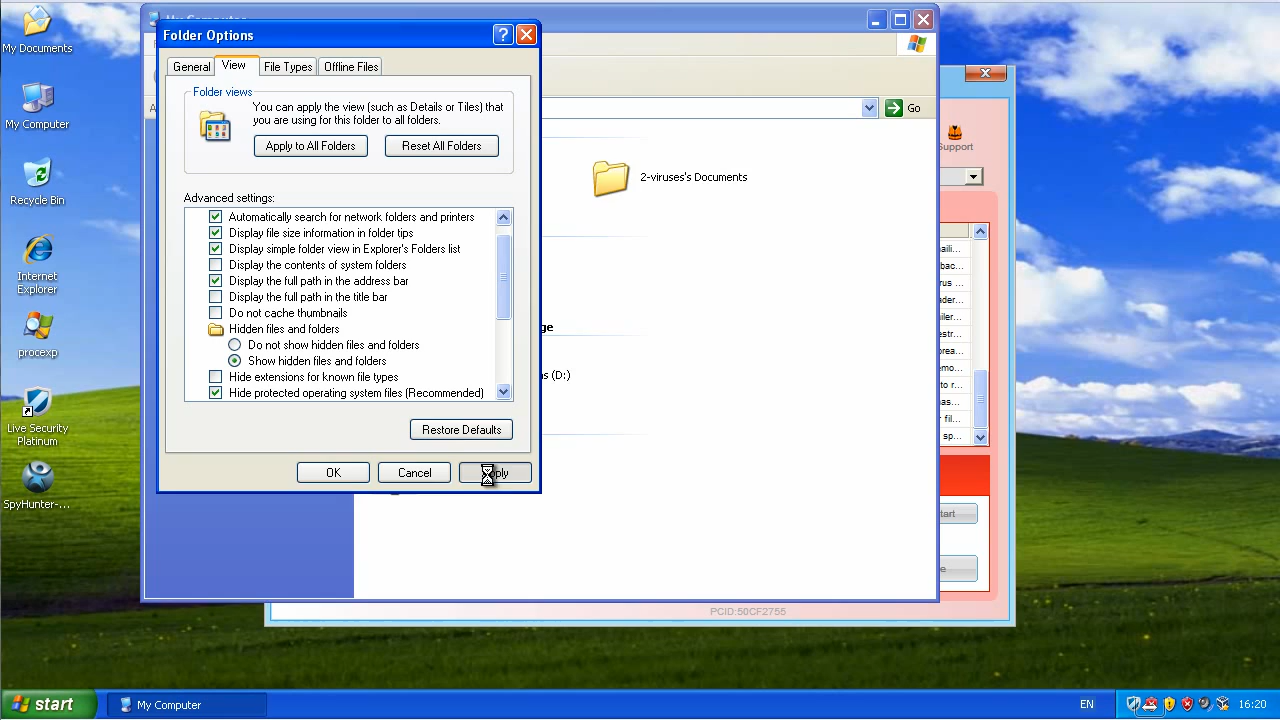 My Documents
My Computer
Recycle Bin
Internet
Explorer
procexp
Live Security
Platinum
SpyHunter-...
Folder Options
General
View
File Types
Offline Files
Folder views
You can apply the view (such as Details or Tiles) that
you are using for this folder to all folders.
Apply to All Folders
Reset All Folders
Advanced settings:
Automatically search for network folders and printers
Display file size information in folder tips
Display simple folder view in Explorer's Folders list
Display the contents of system folders
Display the full path in the address bar
Display the full path in the title bar
Do not cache thumbnails
Hidden files and folders
Do not show hidden files and folders
Show hidden files and folders
Hide extensions for known file types
Hide protected operating system files (Recommended)
Restore Defaults
OK
Cancel
Go
2-viruses's Documents
ge
s (D:)
Support
PCID:50CF2755
start
My Computer
EN
16:20